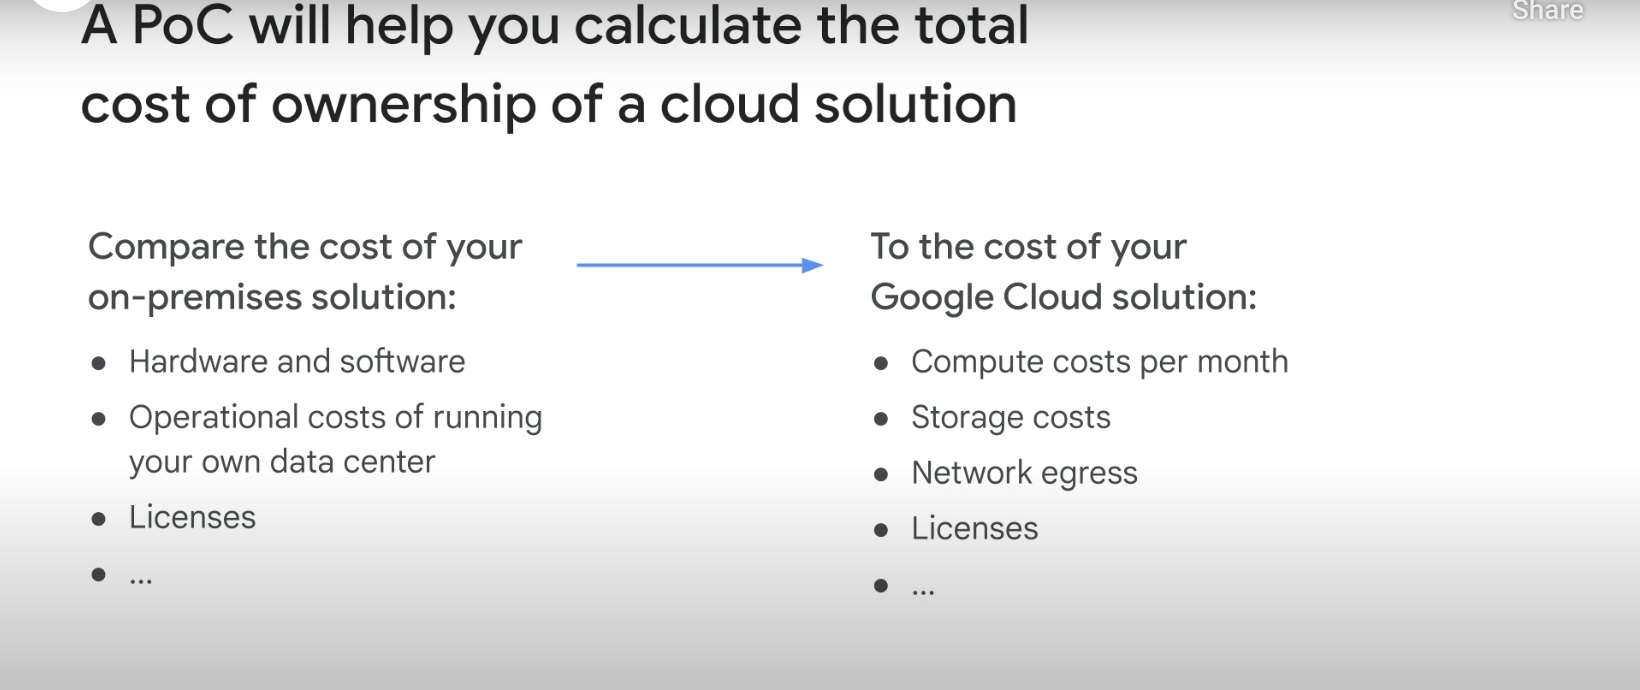 Share
A PoC will help you calculate the total
cost of ownership of a cloud solution
Compare the cost of your
on-premises solution:
• Hardware and software
• Operational costs of running
your own data center
• Licenses
• ...
To the cost of your
Google Cloud solution:
• Compute costs per month
• Storage costs
• Network egress
• Licenses
• ...